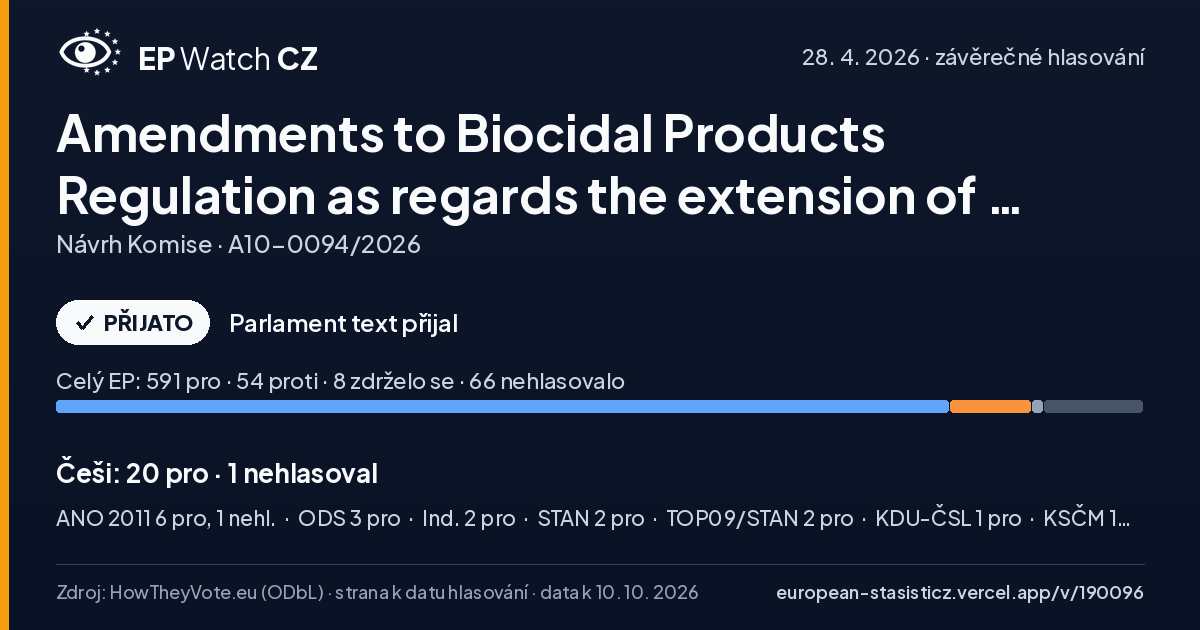 EP Watch CZ
28. 4. 2026 · závěrečné hlasování
Amendments to Biocidal Products
Regulation as regards the extension of …
Návrh Komise · A10–0094/2026
✓ PŘIJATO
Parlament text přijal
Celý EP: 591 pro · 54 proti · 8 zdrželo se · 66 nehlasovalo
Češi: 20 pro · 1 nehlasoval
ANO 2011 6 pro, 1 nehl. · ODS 3 pro · Ind. 2 pro · STAN 2 pro · TOP09/STAN 2 pro · KDU-ČSL 1 pro · KSČM 1…
Zdroj: HowTheyVote.eu (ODbL) · strana k datu hlasování · data k 10. 10. 2026
european-stasisticz.vercel.app/v/190096